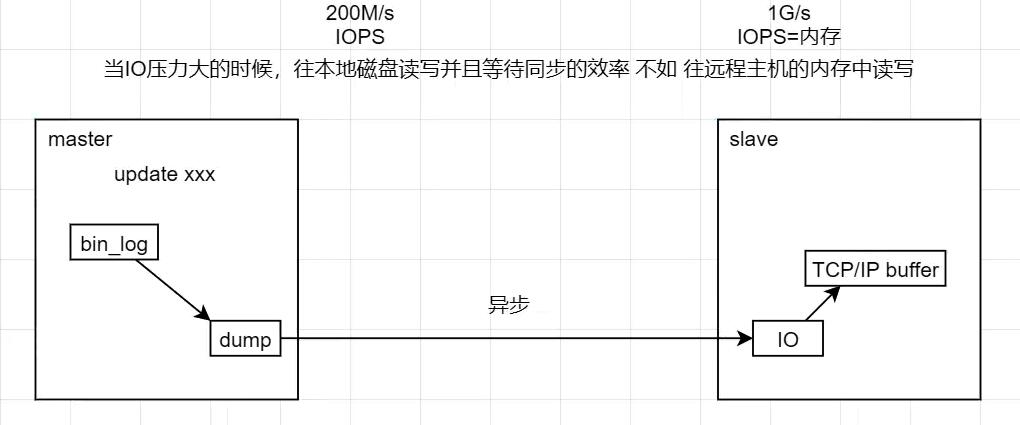 200M/s
IOPS
1G/s
IOPS=内存
当IO压力大的时候，往本地磁盘读写并且等待同步的效率 不如 往远程主机的内存中读写
master
update xxx
bin_log
dump
异步
slave
TCP/IP buffer
IO